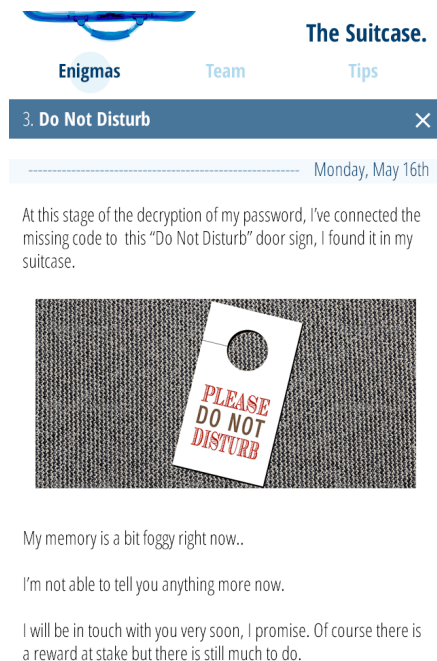 The Suitcase.
Enigmas Team Tips
3. Do Not Disturb
Monday, May 16th
At this stage of the decryption of my password, I've connected the
missing code to this “Do Not Disturb” door sign, I found it in my
suitcase.
PLEASE
DO NOT
DISTURB
My memory is a bit foggy right now..
I'm not able to tell you anything more now.
I will be in touch with you very soon, I promise. Of course there is
a reward at stake but there is still much to do.